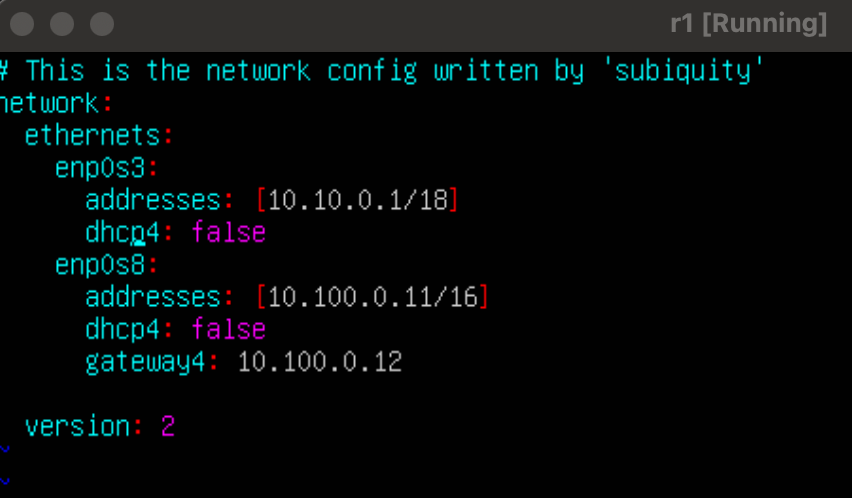 r1 [Running]
# This is the network config written by 'subiquity'
network:
  ethernets:
    enp0s3:
      addresses: [10.10.0.1/18]
      dhcp4: false
    enp0s8:
      addresses: [10.100.0.11/16]
      dhcp4: false
      gateway4: 10.100.0.12

  version: 2
~
~